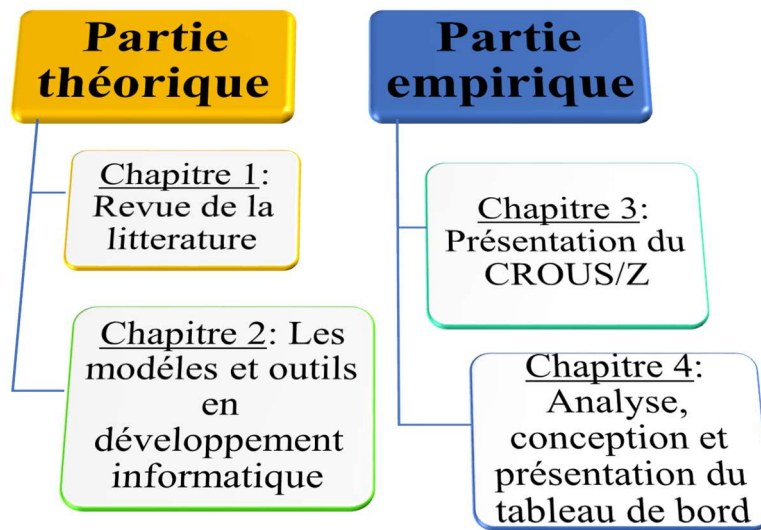 Partie
théorique
Chapitre 1:
Revue de la
litterature
Chapitre 2: Les
modéles et outils
en
développement
informatique
Partie
empirique
Chapitre 3:
Présentation du
CROUS/Z
Chapitre 4:
Analyse,
conception et
présentation du
tableau de bord